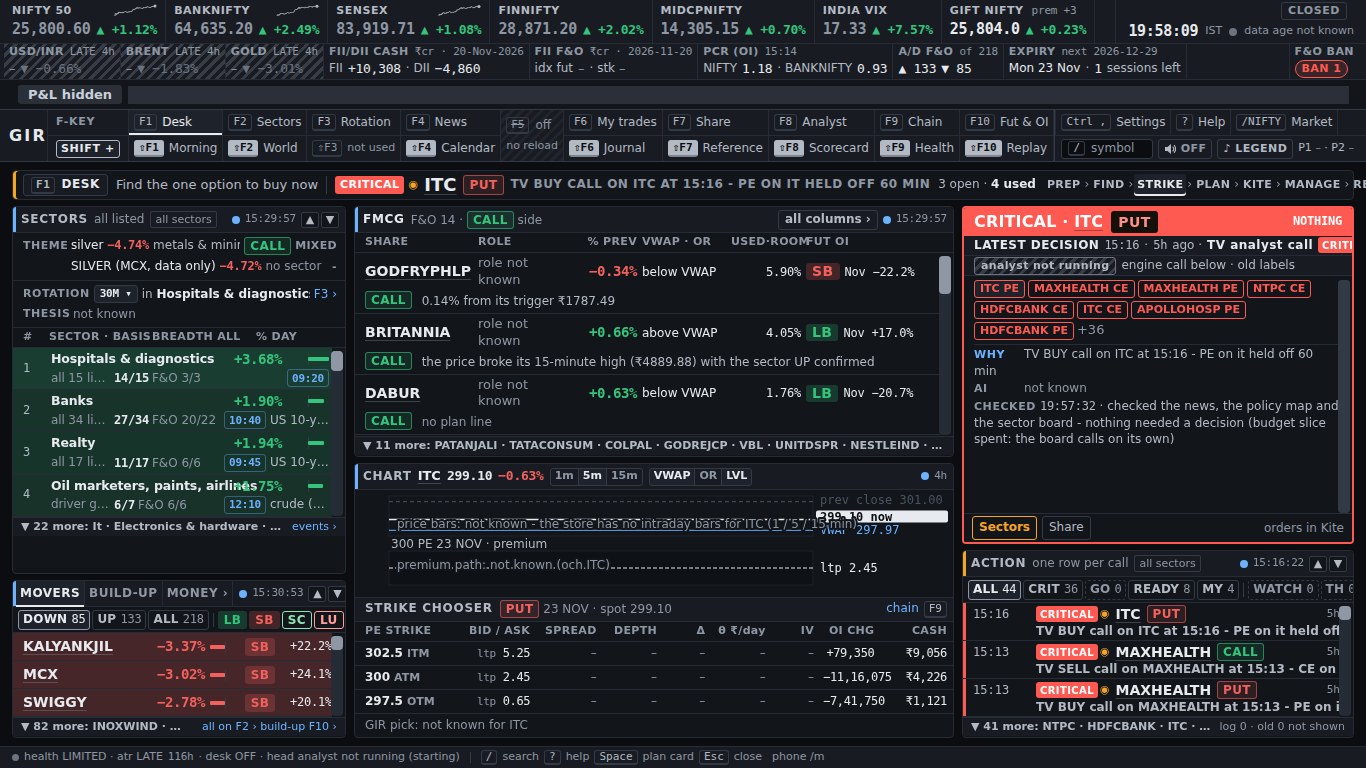 NIFTY 50 BANKNIFTY SENSEX FINNIFTY MIDCPNIFTY INDIA VIX GIFT NIFTY prem +3 CLOSED
25,800.60 ▲ +1.12% 64,635.20 ▲ +2.49% 83,919.71 ▲ +1.08% 28,871.20 ▲ +2.02% 14,305.15 ▲ +0.70% 17.33 ▲ +7.57% 25,804.0 ▲ +0.23% 19:58:09 IST data age not known
USD/INR LATE 4h BRENT LATE 4h GOLD LATE 4h FII/DII CASH ₹cr · 20-Nov-2026 FII F&O ₹cr · 2026-11-20 PCR (OI) 15:14 A/D F&O of 218 EXPIRY next 2026-12-29 F&O BAN
– ▼ −0.66% – ▼ −1.83% – ▼ −3.01% FII +10,308 · DII −4,860 idx fut – · stk – NIFTY 1.18 · BANKNIFTY 0.93 ▲ 133 ▼ 85 Mon 23 Nov · 1 sessions left BAN 1
P&L hidden
GIR F-KEY F1 Desk F2 Sectors F3 Rotation F4 News F5 off F6 My trades F7 Share F8 Analyst F9 Chain F10 Fut & OI Ctrl , Settings ? Help /NIFTY Market
SHIFT + ⇧F1 Morning ⇧F2 World ⇧F3 not used ⇧F4 Calendar no reload ⇧F6 Journal ⇧F7 Reference ⇧F8 Scorecard ⇧F9 Health ⇧F10 Replay / symbol OFF ♪ LEGEND P1 – · P2 –
F1 DESK Find the one option to buy now CRITICAL ITC PUT TV BUY CALL ON ITC AT 15:16 - PE ON IT HELD OFF 60 MIN 3 open · 4 used PREP › FIND › STRIKE › PLAN › KITE › MANAGE › RE
SECTORS all listed all sectors 15:29:57 ▲ ▼
THEME silver −4.74% metals & minin CALL MIXED
SILVER (MCX, data only) −4.72% no sector -
ROTATION 30M ▾ in Hospitals & diagnostics F3 ›
THESIS not known
# SECTOR · BASIS BREADTH ALL % DAY
1 Hospitals & diagnostics +3.68%
all 15 li… 14/15 F&O 3/3 09:20
2 Banks +1.90%
all 34 li… 27/34 F&O 20/22 10:40 US 10-y…
3 Realty +1.94%
all 17 li… 11/17 F&O 6/6 09:45 US 10-y…
4 Oil marketers, paints, airlines +1.75%
driver g… 6/7 F&O 6/6 12:10 crude (…
▼ 22 more: It · Electronics & hardware · … events ›
MOVERS BUILD-UP MONEY › 15:30:53 ▲ ▼
DOWN 85 UP 133 ALL 218 LB SB SC LU
KALYANKJIL −3.37% SB +22.2%
MCX −3.02% SB +24.1%
SWIGGY −2.78% SB +20.1%
▼ 82 more: INOXWIND · … all on F2 › build-up F10 ›
FMCG F&O 14 · CALL side all columns › 15:29:57
SHARE ROLE % PREV VWAP · OR USED·ROOM FUT OI
GODFRYPHLP role not known −0.34% below VWAP 5.90% SB Nov −22.2%
CALL 0.14% from its trigger ₹1787.49
BRITANNIA role not known +0.66% above VWAP 4.05% LB Nov +17.0%
CALL the price broke its 15-minute high (₹4889.88) with the sector UP confirmed
DABUR role not known +0.63% below VWAP 1.76% LB Nov −20.7%
CALL no plan line
▼ 11 more: PATANJALI · TATACONSUM · COLPAL · GODREJCP · VBL · UNITDSPR · NESTLEIND · …
CHART ITC 299.10 −0.63% 1m 5m 15m VWAP OR LVL 4h
prev close 301.00
299.10 now
price bars: not known - the store has no intraday bars for ITC (1 / 5 / 15 min)
VWAP 297.97
300 PE 23 NOV · premium
premium path: not known (och.ITC) ltp 2.45
STRIKE CHOOSER PUT 23 NOV · spot 299.10 chain F9
PE STRIKE BID / ASK SPREAD DEPTH Δ θ ₹/day IV OI CHG CASH
302.5 ITM ltp 5.25 – – – – – +79,350 ₹9,056
300 ATM ltp 2.45 – – – – – −11,16,075 ₹4,226
297.5 OTM ltp 0.65 – – – – – −7,41,750 ₹1,121
GIR pick: not known for ITC
CRITICAL · ITC PUT NOTHING
LATEST DECISION 15:16 · 5h ago · TV analyst call CRITI
analyst not running engine call below · old labels
ITC PE MAXHEALTH CE MAXHEALTH PE NTPC CE
HDFCBANK CE ITC CE APOLLOHOSP PE
HDFCBANK PE +36
WHY TV BUY call on ITC at 15:16 - PE on it held off 60
min
AI not known
CHECKED 19:57:32 · checked the news, the policy map and
the sector board - nothing needed a decision (budget slice
spent: the board calls on its own)
Sectors Share orders in Kite
ACTION one row per call all sectors 15:16:22 ▲ ▼
ALL 44 CRIT 36 GO 0 READY 8 MY 4 WATCH 0 TH 0
15:16 CRITICAL ITC PUT 5h
TV BUY call on ITC at 15:16 - PE on it held off
15:13 CRITICAL MAXHEALTH CALL 5h
TV SELL call on MAXHEALTH at 15:13 - CE on
15:13 CRITICAL MAXHEALTH PUT 5h
TV BUY call on MAXHEALTH at 15:13 - PE on i
▼ 41 more: NTPC · HDFCBANK · ITC · … log 0 · old 0 not shown
health LIMITED · atr LATE 116h · desk OFF · head analyst not running (starting) / search ? help Space plan card Esc close phone /m